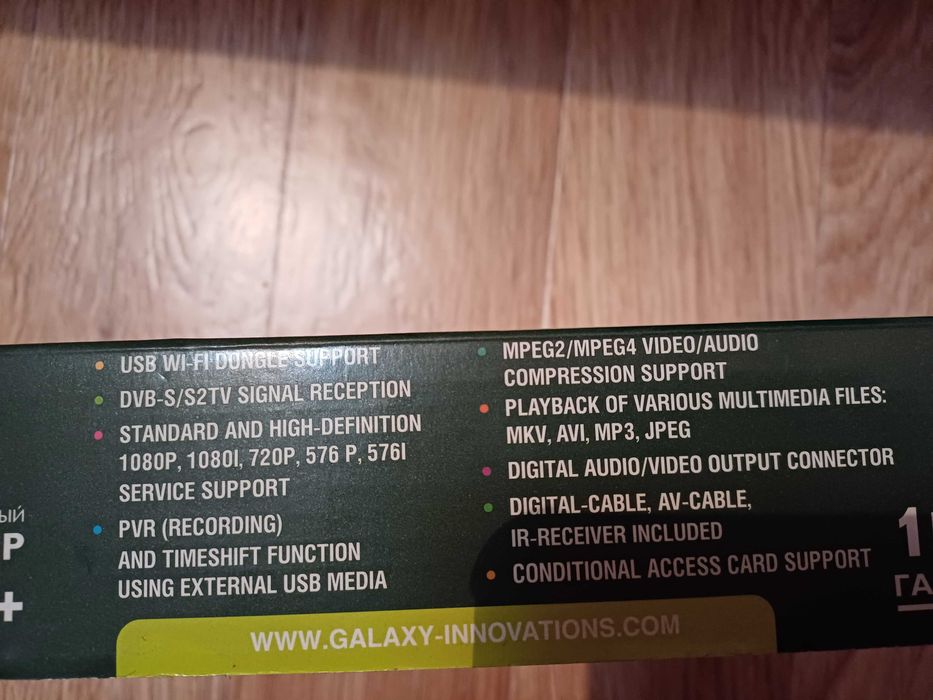 USB WI-FI DONGLE SUPPORT
DVB-S/S2TV SIGNAL RECEPTION
STANDARD AND HIGH-DEFINITION
1080P, 1080I, 720P, 576 P, 576I
SERVICE SUPPORT
PVR (RECORDING)
AND TIMESHIFT FUNCTION
USING EXTERNAL USB MEDIA
MPEG2/MPEG4 VIDEO/AUDIO
COMPRESSION SUPPORT
PLAYBACK OF VARIOUS MULTIMEDIA FILES:
MKV, AVI, MP3, JPEG
DIGITAL AUDIO/VIDEO OUTPUT CONNECTOR
DIGITAL-CABLE, AV-CABLE,
IR-RECEIVER INCLUDED
CONDITIONAL ACCESS CARD SUPPORT
WWW.GALAXY-INNOVATIONS.COM
ЫЙ
Р
+
1
ГА